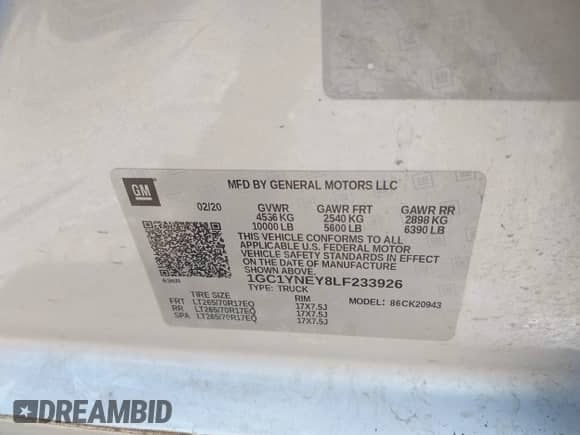 GM
MFD BY GENERAL MOTORS LLC
02/20 GVWR GAWR FRT GAWR RR
4536 KG 2540 KG 2898 KG
10000 LB 5600 LB 6390 LB
THIS VEHICLE CONFORMS TO ALL
APPLICABLE U.S. FEDERAL MOTOR
VEHICLE SAFETY STANDARDS IN EFFECT
ON THE DATE OF MANUFACTURE
SHOWN ABOVE.
1GC1YNEY8LF233926
TYPE: TRUCK
MODEL: 86CK20943
TIRE SIZE RIM
FRT LT265/70R17EQ 17X7.5J
RR LT265/70R17EQ 17X7.5J
SPA LT265/70R17EQ 17X7.5J
DREAMBID